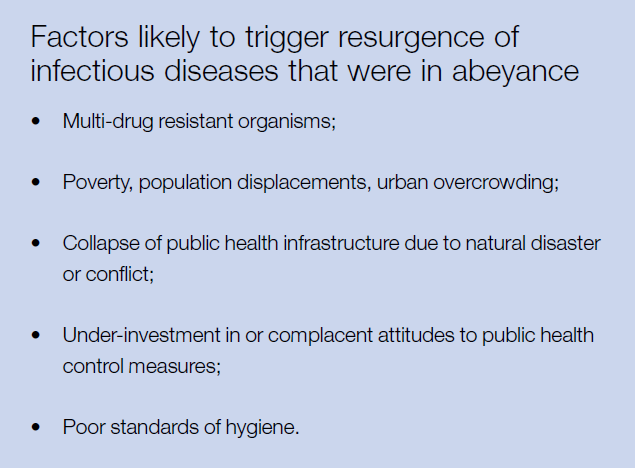 Factors likely to trigger resurgence of
infectious diseases that were in abeyance
• Multi-drug resistant organisms;
• Poverty, population displacements, urban overcrowding;
• Collapse of public health infrastructure due to natural disaster
or conflict;
• Under-investment in or complacent attitudes to public health
control measures;
• Poor standards of hygiene.